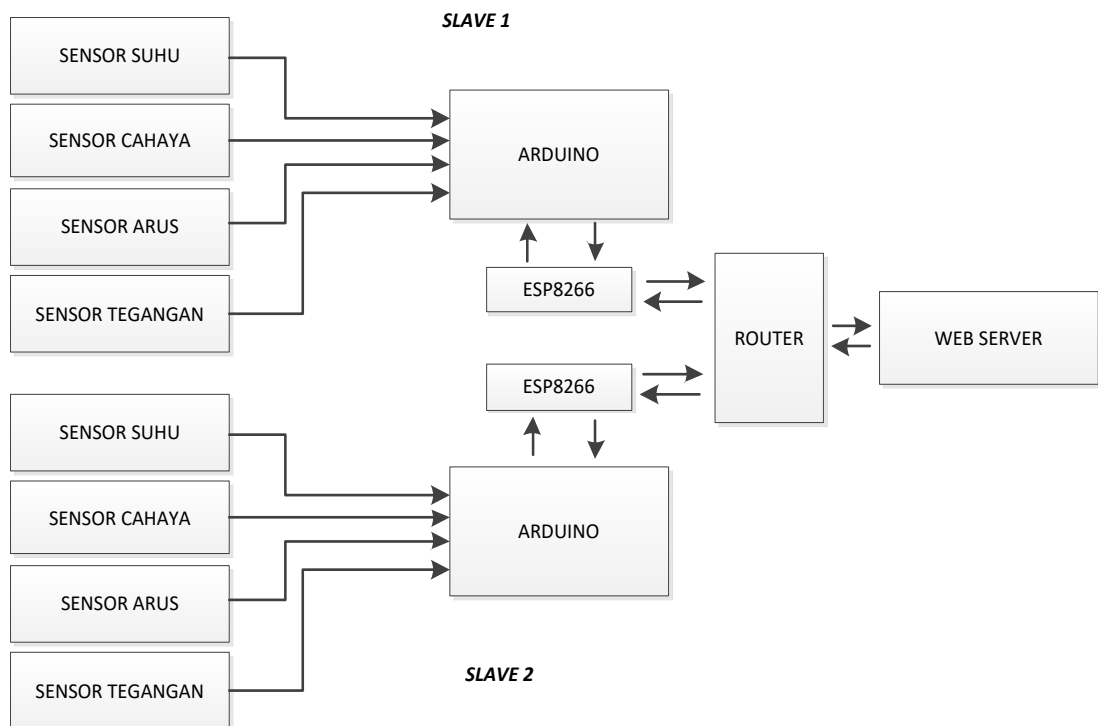 SLAVE 1
SENSOR SUHU
SENSOR CAHAYA
SENSOR ARUS
SENSOR TEGANGAN
ARDUINO
ESP8266
ROUTER
WEB SERVER
ESP8266
SENSOR SUHU
SENSOR CAHAYA
SENSOR ARUS
SENSOR TEGANGAN
ARDUINO
SLAVE 2